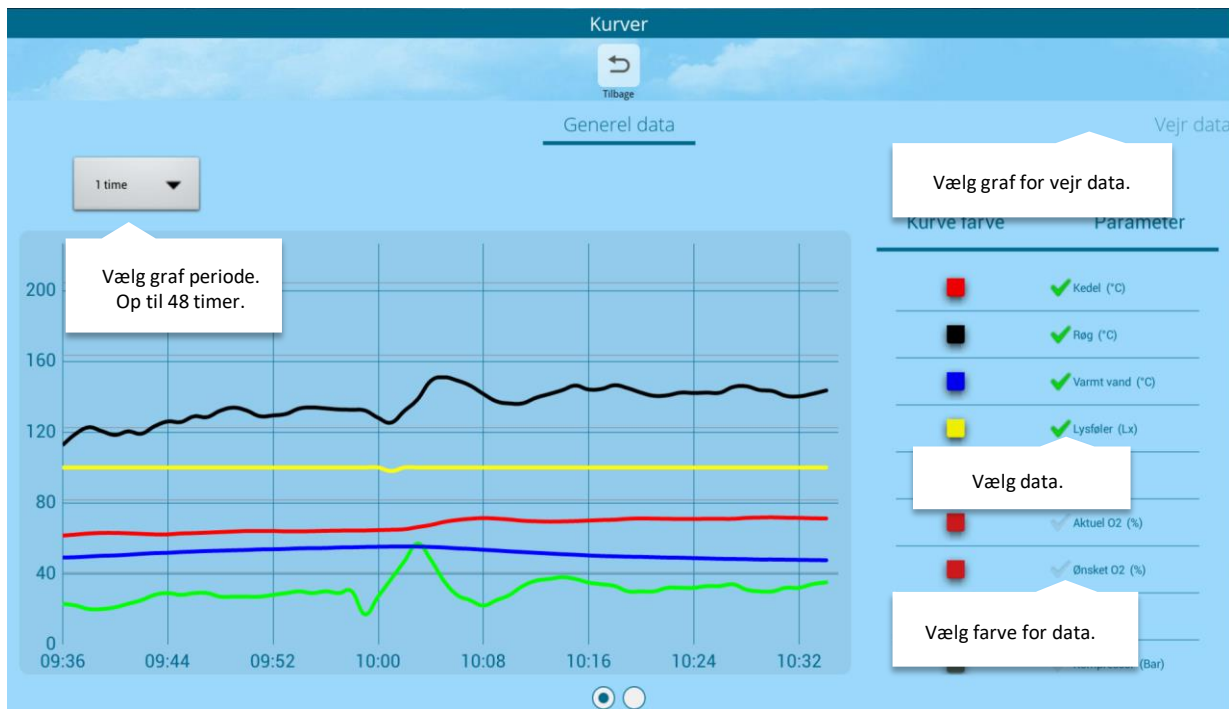 Kurver
Tilbage
Generel data
Vejr data
1 time
Vælg graf for vejr data.
Kurve farve
Parameter
Vælg graf periode.
Op til 48 timer.
200
160
120
80
40
0
09:36
09:44
09:52
10:00
10:08
10:16
10:24
10:32
Kedel (°C)
Røg (°C)
Varmt vand (°C)
Lysføler (Lx)
Vælg data.
Aktuel O2 (%)
Ønsket O2 (%)
Vælg farve for data.
(Bar)